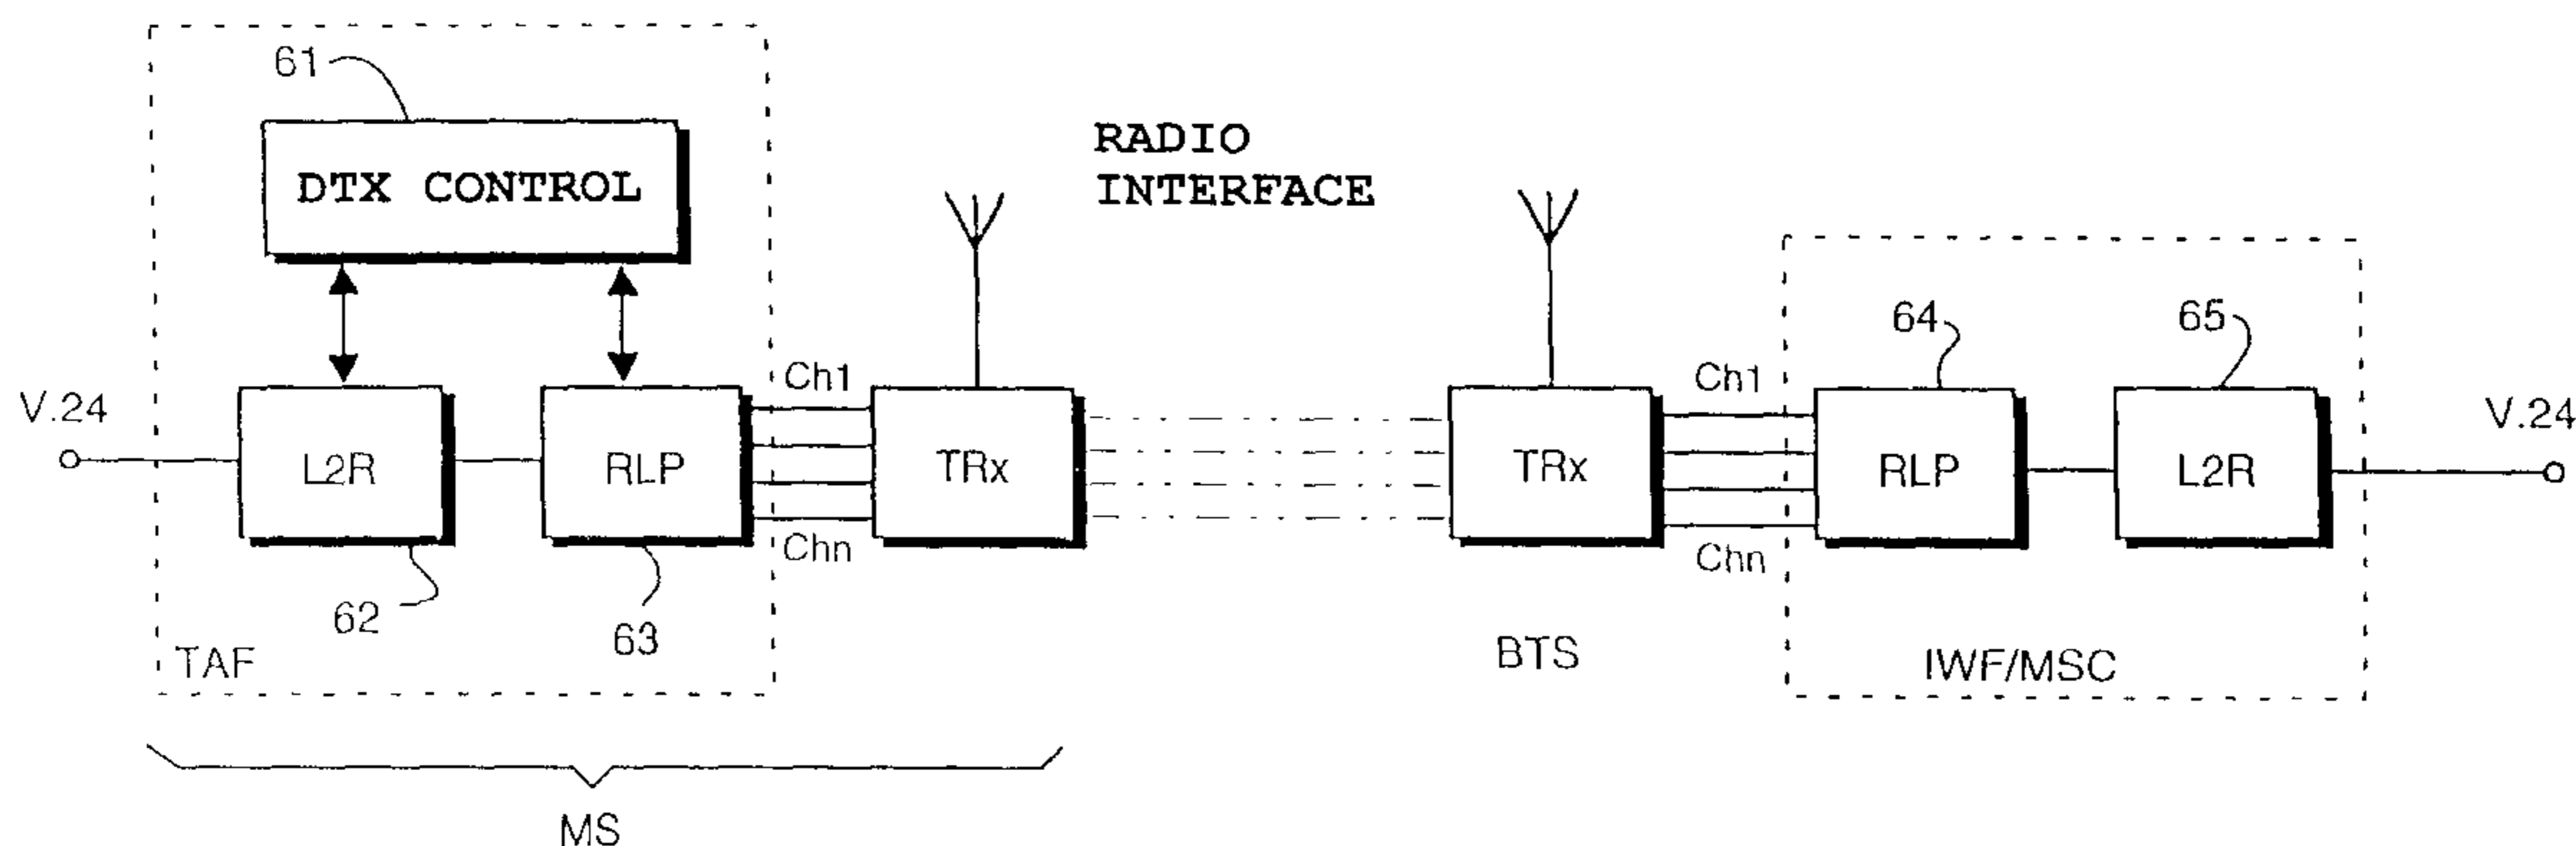 61
DTX CONTROL
RADIO
INTERFACE
V.24
L2R
RLP
Ch1
Chn
TRx
62
63
TAF
MS
TRx
BTS
Ch1
Chn
64
65
RLP
L2R
V.24
IWF/MSC